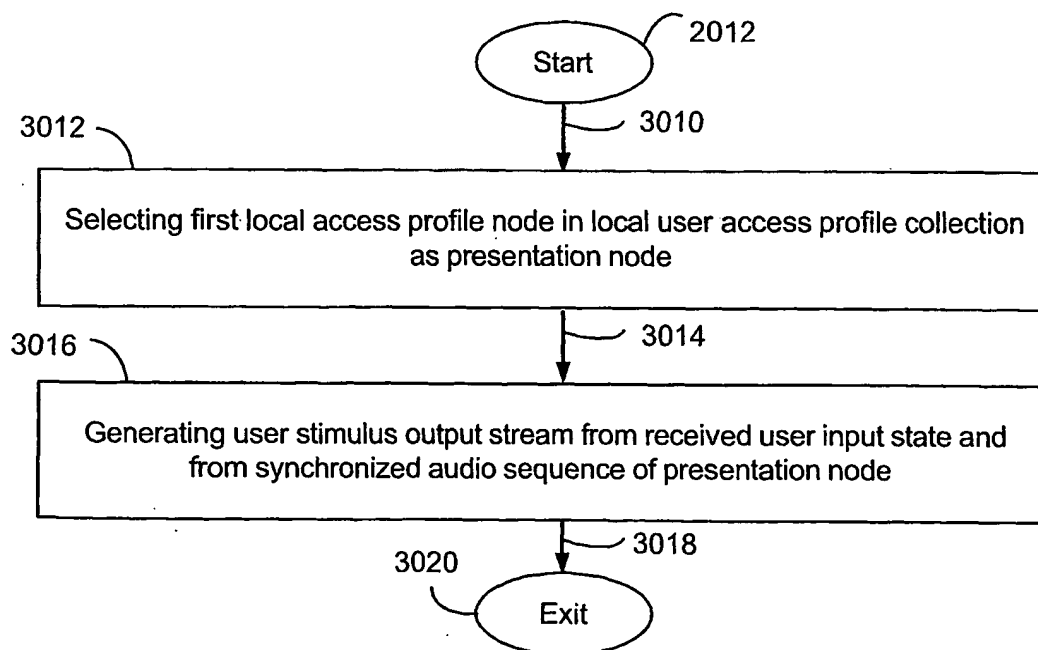 2012
Start
3010
3012
Selecting first local access profile node in local user access profile collection
as presentation node
3014
3016
Generating user stimulus output stream from received user input state and
from synchronized audio sequence of presentation node
3018
3020
Exit